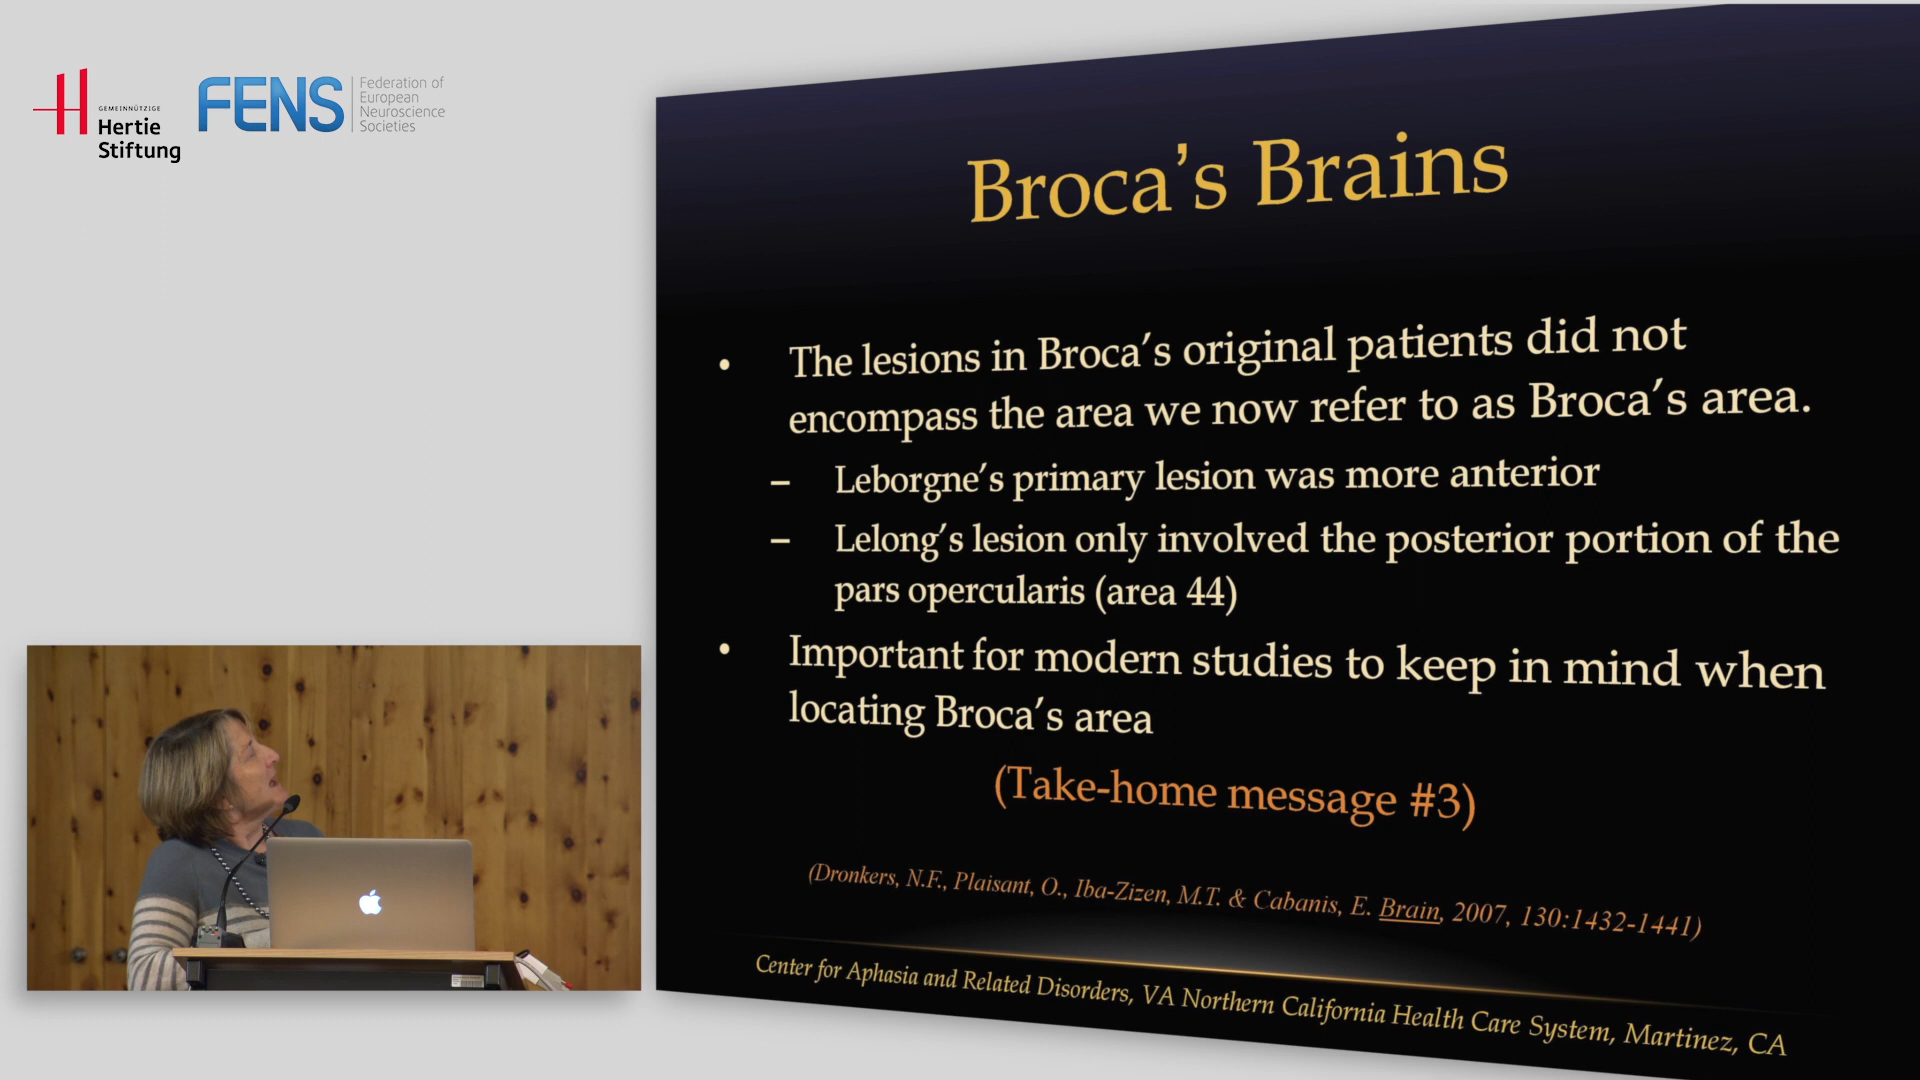 GEMEINNÜTZIGE
Hertie
Stiftung
FENS
Federation of
European
Neuroscience
Societies
Broca’s Brains
• The lesions in Broca’s original patients did not
encompass the area we now refer to as Broca’s area.
– Leborgne’s primary lesion was more anterior
– Lelong’s lesion only involved the posterior portion of the
pars opercularis (area 44)
• Important for modern studies to keep in mind when
locating Broca’s area
(Take-home message #3)
(Dronkers, N.F., Plaisant, O., Iba-Zizen, M.T. & Cabanis, E. Brain, 2007, 130:1432-1441)
Center for Aphasia and Related Disorders, VA Northern California Health Care System, Martinez, CA